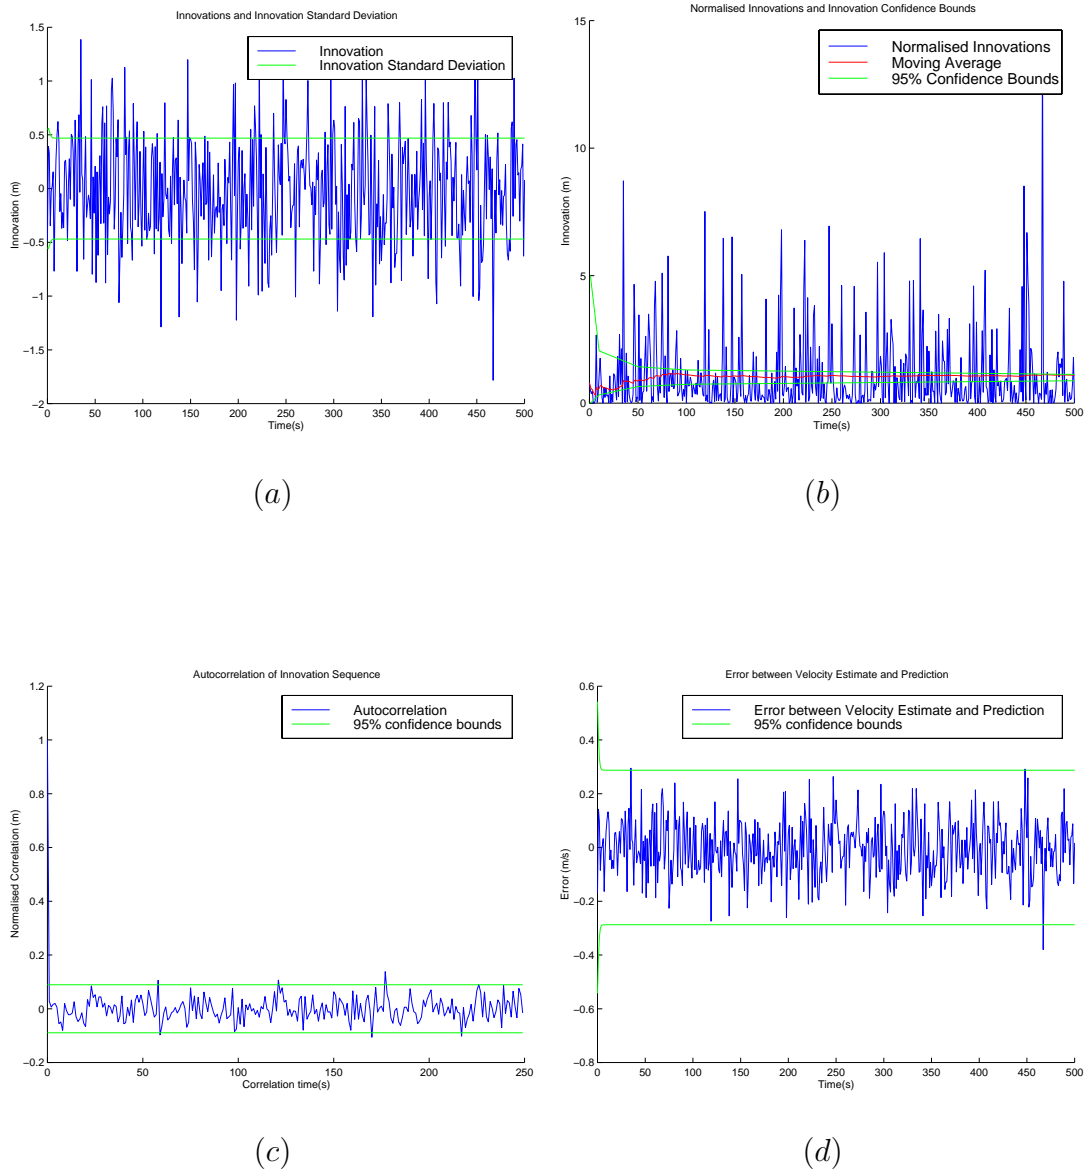 Innovations and Innovation Standard Deviation
Innovation
Innovation Standard Deviation
Innovation (m)
1.5
1
0.5
0
−0.5
−1
−1.5
−2
0 50 100 150 200 250 300 350 400 450 500
Time(s)
(a)
Normalised Innovations and Innovation Confidence Bounds
Normalised Innovations
Moving Average
95% Confidence Bounds
Innovation (m)
15
10
5
0
0 50 100 150 200 250 300 350 400 450 500
Time(s)
(b)
Autocorrelation of Innovation Sequence
Autocorrelation
95% confidence bounds
Normalised Correlation (m)
1.2
1
0.8
0.6
0.4
0.2
0
−0.2
0 50 100 150 200 250
Correlation time(s)
(c)
Error between Velocity Estimate and Prediction
Error between Velocity Estimate and Prediction
95% confidence bounds
Error (m/s)
0.6
0.4
0.2
0
−0.2
−0.4
−0.6
−0.8
0 50 100 150 200 250 300 350 400 450 500
Time(s)
(d)